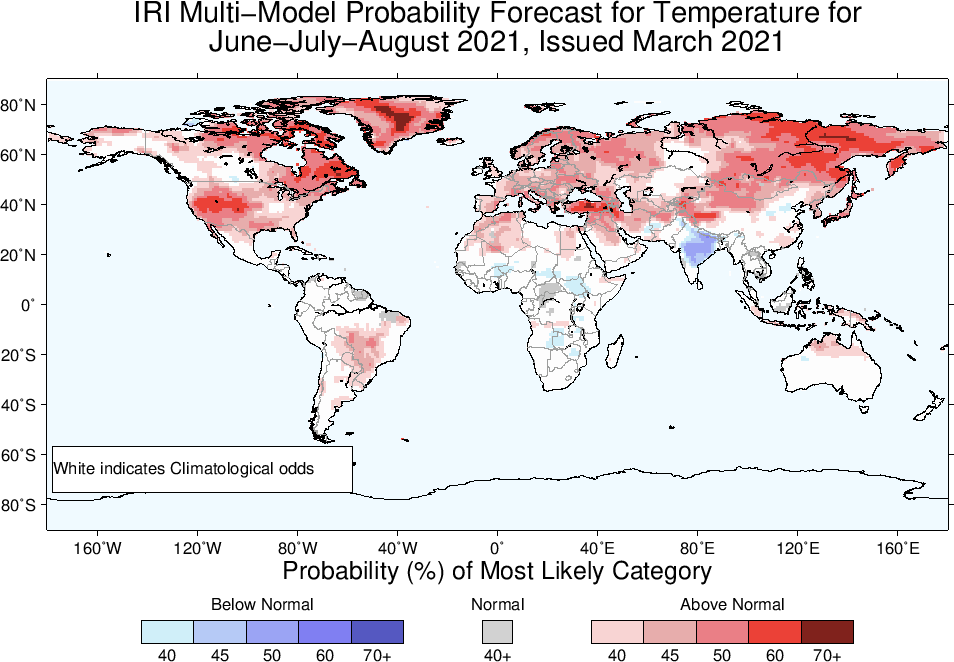 IRI Multi−Model Probability Forecast for Temperature for
June−July−August 2021, Issued March 2021
80˚N
60˚N
40˚N
20˚N
0˚
20˚S
40˚S
60˚S
80˚S
White indicates Climatological odds
160˚W 120˚W 80˚W 40˚W 0˚ 40˚E 80˚E 120˚E 160˚E
Probability (%) of Most Likely Category
Below Normal Normal Above Normal
40 45 50 60 70+ 40+ 40 45 50 60 70+